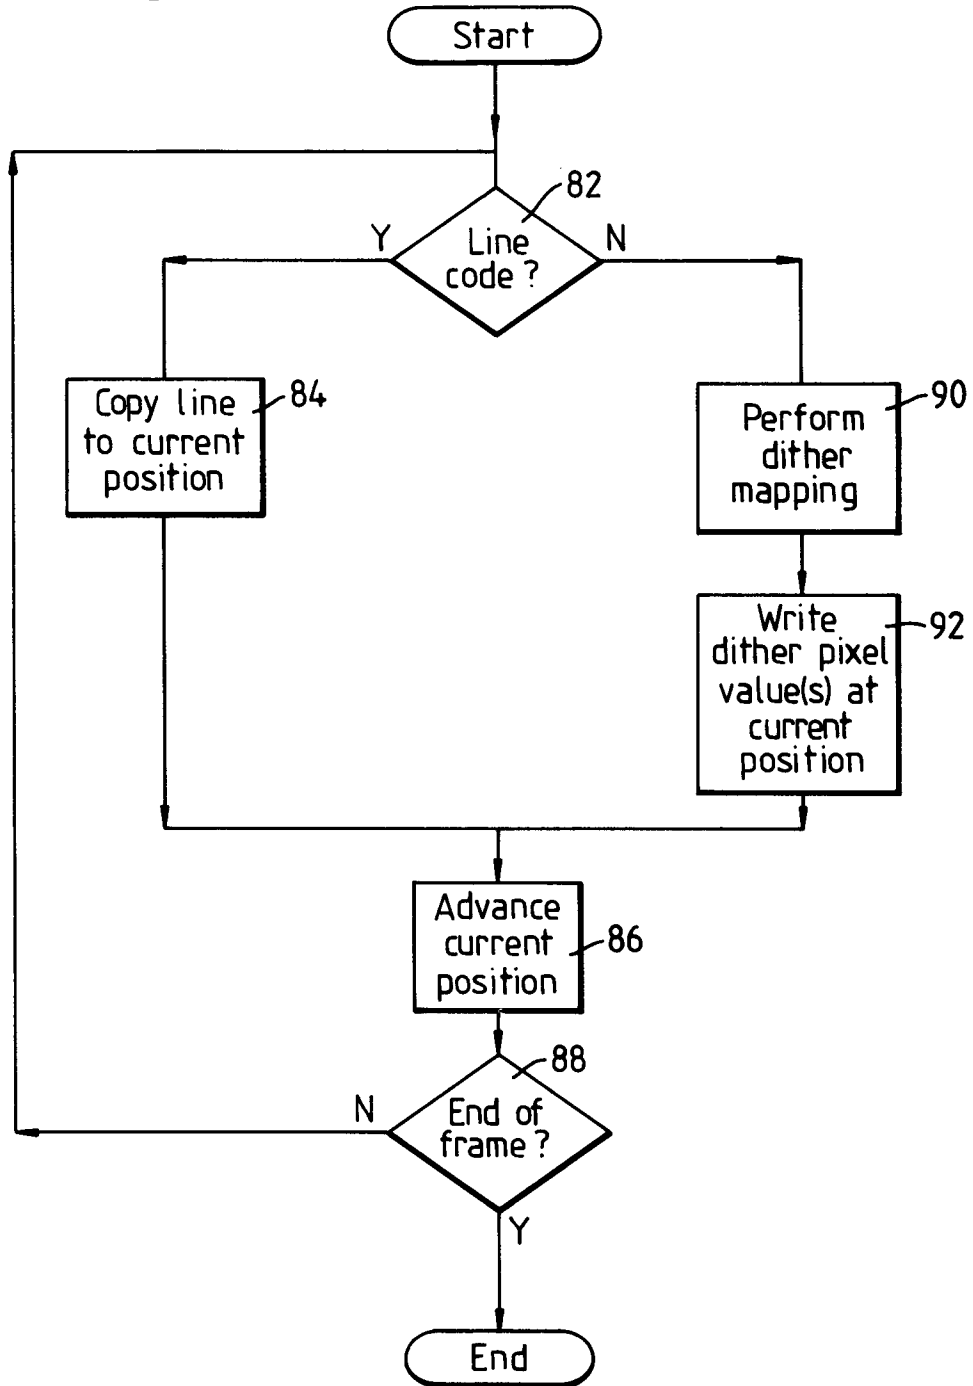 Start
82
Y
N
Line
code ?
84
Copy line
to current
position
90
Perform
dither
mapping
92
Write
dither pixel
value(s) at
current
position
Advance
current
position
86
88
N
End of
frame ?
Y
End